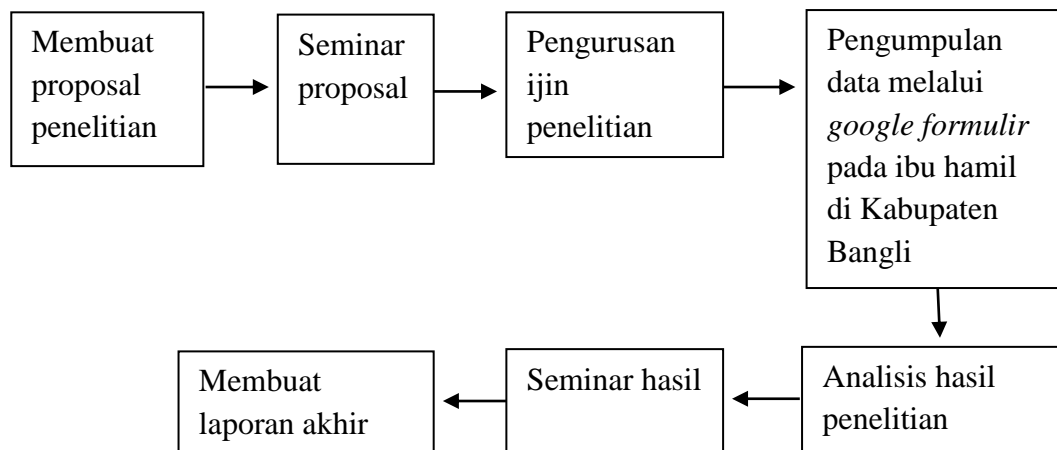 Membuat
proposal
penelitian
Seminar
proposal
Pengurusan
ijin
penelitian
Pengumpulan
data melalui
google formulir
pada ibu hamil
di Kabupaten
Bangli
Analisis hasil
penelitian
Seminar hasil
Membuat
laporan akhir